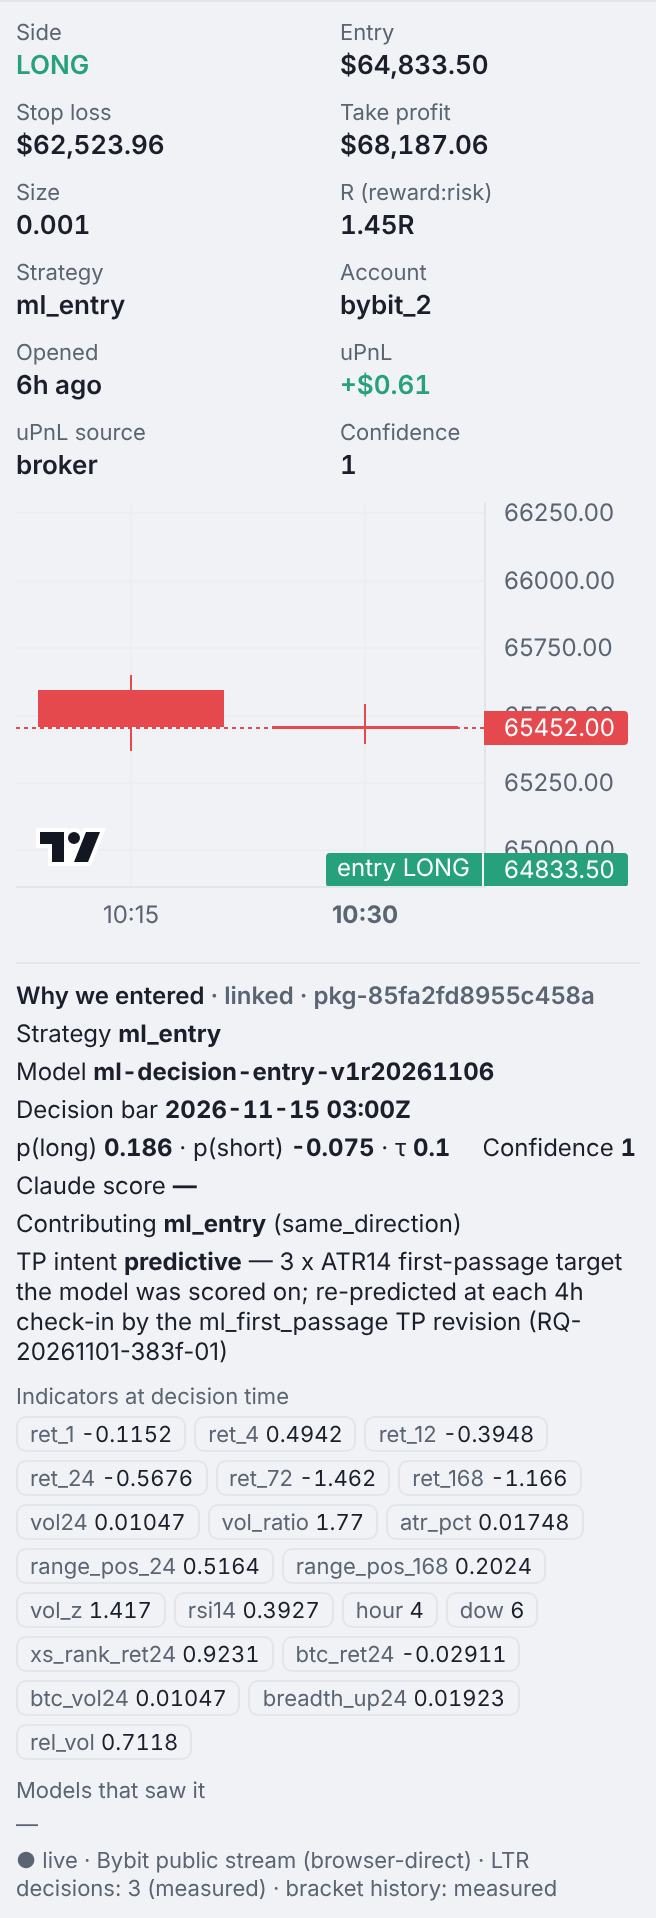 Side Entry
LONG $64,833.50
Stop loss Take profit
$62,523.96 $68,187.06
Size R (reward:risk)
0.001 1.45R
Strategy Account
ml_entry bybit_2
Opened uPnL
6h ago +$0.61
uPnL source Confidence
broker 1
66250.00
66000.00
65750.00
65452.00
65250.00
65000.00
entry LONG 64833.50
10:15 10:30
Why we entered · linked · pkg-85fa2fd8955c458a
Strategy ml_entry
Model ml-decision-entry-v1r20261106
Decision bar 2026-11-15 03:00Z
p(long) 0.186 · p(short) -0.075 · τ 0.1 Confidence 1
Claude score —
Contributing ml_entry (same_direction)
TP intent predictive — 3 x ATR14 first-passage target
the model was scored on; re-predicted at each 4h
check-in by the ml_first_passage TP revision (RQ-
20261101-383f-01)
Indicators at decision time
ret_1 -0.1152 ret_4 0.4942 ret_12 -0.3948
ret_24 -0.5676 ret_72 -1.462 ret_168 -1.166
vol24 0.01047 vol_ratio 1.77 atr_pct 0.01748
range_pos_24 0.5164 range_pos_168 0.2024
vol_z 1.417 rsi14 0.3927 hour 4 dow 6
xs_rank_ret24 0.9231 btc_ret24 -0.02911
btc_vol24 0.01047 breadth_up24 0.01923
rel_vol 0.7118
Models that saw it
—
● live · Bybit public stream (browser-direct) · LTR
decisions: 3 (measured) · bracket history: measured